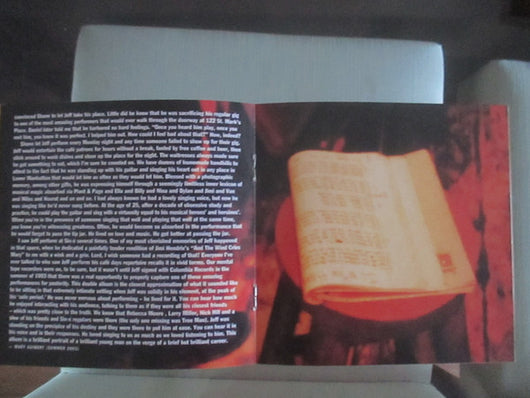 convinced Shane to let Jeff take his place. Little did he know that he was sacrificing his regular gig
to one of the most amazing performers that would ever walk through the doorway at 122 St. Mark's
Place. Daniel later told me that he harbored no hard feelings. "Once you heard him play, once you
met him, you knew it was perfect. I helped him out. How could I feel bad about that?" How, indeed?
Shane let Jeff perform every Monday night and any time someone failed to show up for their gig.
Jeff would entertain the café patrons for hours without a break, fueled by free coffee and beer, then
stick around to wash dishes and close up the place for the night. The waitresses always made sure
he got something to eat, which I'm sure he counted on. We have dozens of homemade handbills to
attest to the fact that he was standing up with his guitar and singing his heart out in any place in
Lower Manhattan that would let him as often as they would let him. Blessed with a photographic
memory, among other gifts, he was expressing himself through a seemingly limitless inner lexicon of
musical magic absorbed via Plant & Page and Ella and Billy and Nina and Dylan and Joni and Van
and Miles and Nusrat and on and on. I had always known he had a lovely singing voice, but now he
was singing like he'd never sung before. At the age of 25, after a decade of obsessive study and
practice, he could play the guitar and sing with a virtuosity equal to his musical heroes' and heroines'.
Often you're in the presence of someone singing that well and playing that well at the same time,
you know you're witnessing greatness. Often, he would become so absorbed in the performance that
he would forget to pass the tip jar. He lived on love and music. He got better at passing the jar.
I saw Jeff perform at Sin-é several times. One of my most cherished memories of Jeff happened
in that space, when he dedicated a painfully tender rendition of Jimi Hendrix's "And The Wind Cries
Mary" to me with a wink and a grin. Lord, I wish someone had a recording of that! Everyone I've
ever talked to who saw Jeff perform his café days repertoire recalls it in vivid terms. Our mental
tape recorders were on, to be sure, but it wasn't until Jeff signed with Columbia Records in the
summer of 1993 that there was a real opportunity to properly capture one of these amazing
performances for posterity. This double album is the closest approximation of what it sounded like
to be sitting in that extremely intimate setting when Jeff was solidly in his element, at the peak of
his 'solo period.' He was never nervous about performing – he lived for it. You can hear how much
he enjoyed interacting with his audience, talking to them as if they were all his closest friends
– which was pretty close to the truth. We know that Rebecca Moore, Larry Miller, Nick Hill and a
slew of his friends and Sin-é regulars were there (the only one missing was Tree Man). Jeff was
standing on the precipice of his destiny and they were there to put him at ease. You can hear it in
his voice and in their responses. He loved singing to us as much as we loved listening to him. This
album is a brilliant portrait of a brilliant young man on the verge of a brief but brilliant career.
— MARY GUIBERT (SUMMER 2003)